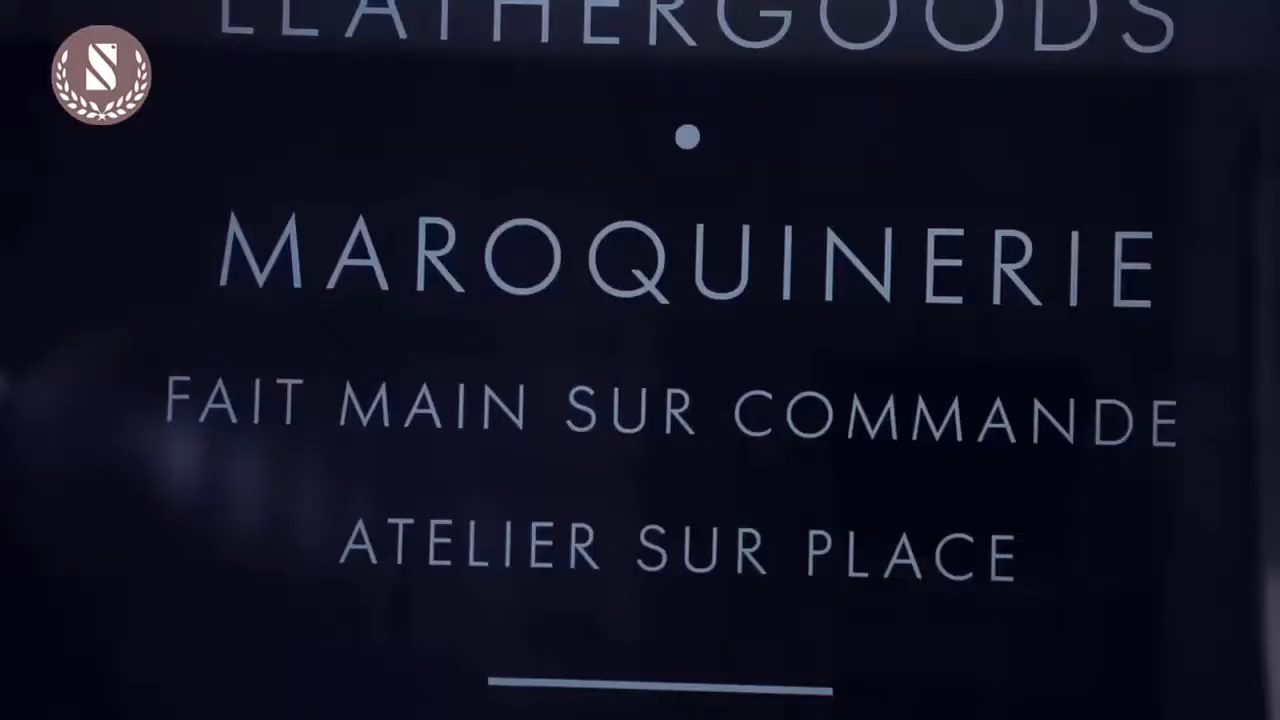 LEATHERGOODS
MAROQUINERIE
FAIT MAIN SUR COMMANDE
ATELIER SUR PLACE